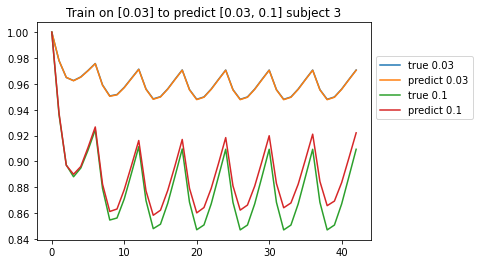 Train on [0.03] to predict [0.03, 0.1] subject 3
1.00
0.98
0.96
0.94
0.92
0.90
0.88
0.86
0.84
0
10
20
30
40
true 0.03
predict 0.03
true 0.1
predict 0.1